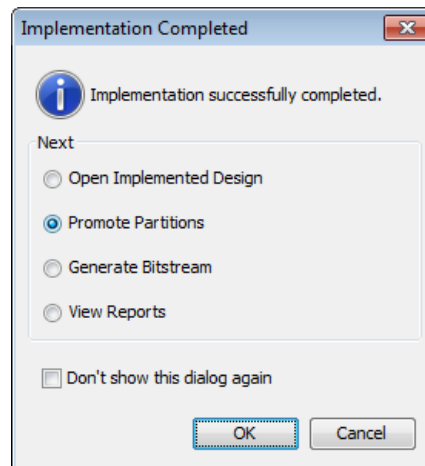 Implementation Completed
Implementation successfully completed.
Next
Open Implemented Design
Promote Partitions
Generate Bitstream
View Reports
Don't show this dialog again
OK
Cancel